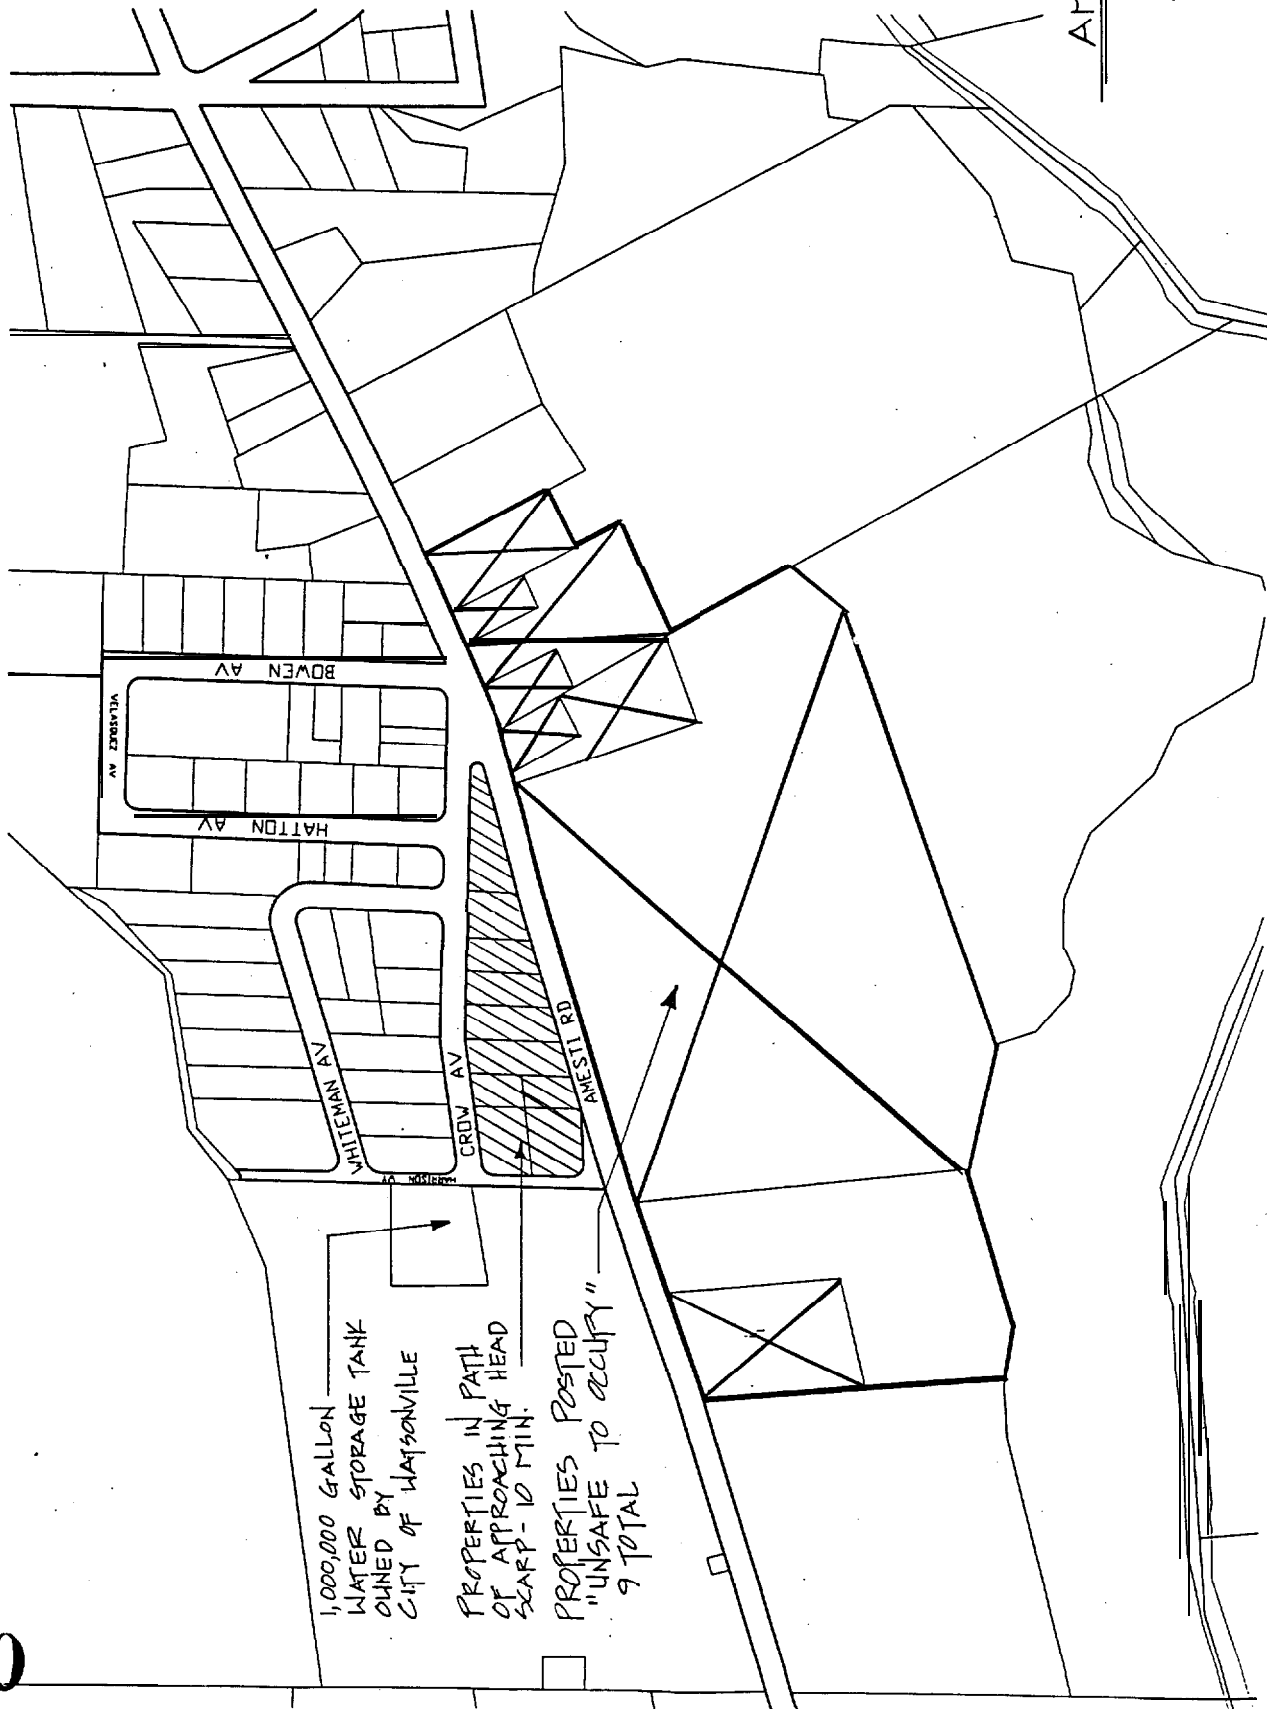 AM
BOWEN AV
VELASQUEZ AV
HATTON AV
WHITEMAN AV
CROW AV
HARRISON WY
AMESTI RD
1,000,000 GALLON
WATER STORAGE TANK
OWNED BY
CITY OF WATSONVILLE
PROPERTIES IN PATH
OF APPROACHING HEAD
SCARP - 10 MIN.
PROPERTIES POSTED
"UNSAFE TO OCCUPY"
9 TOTAL